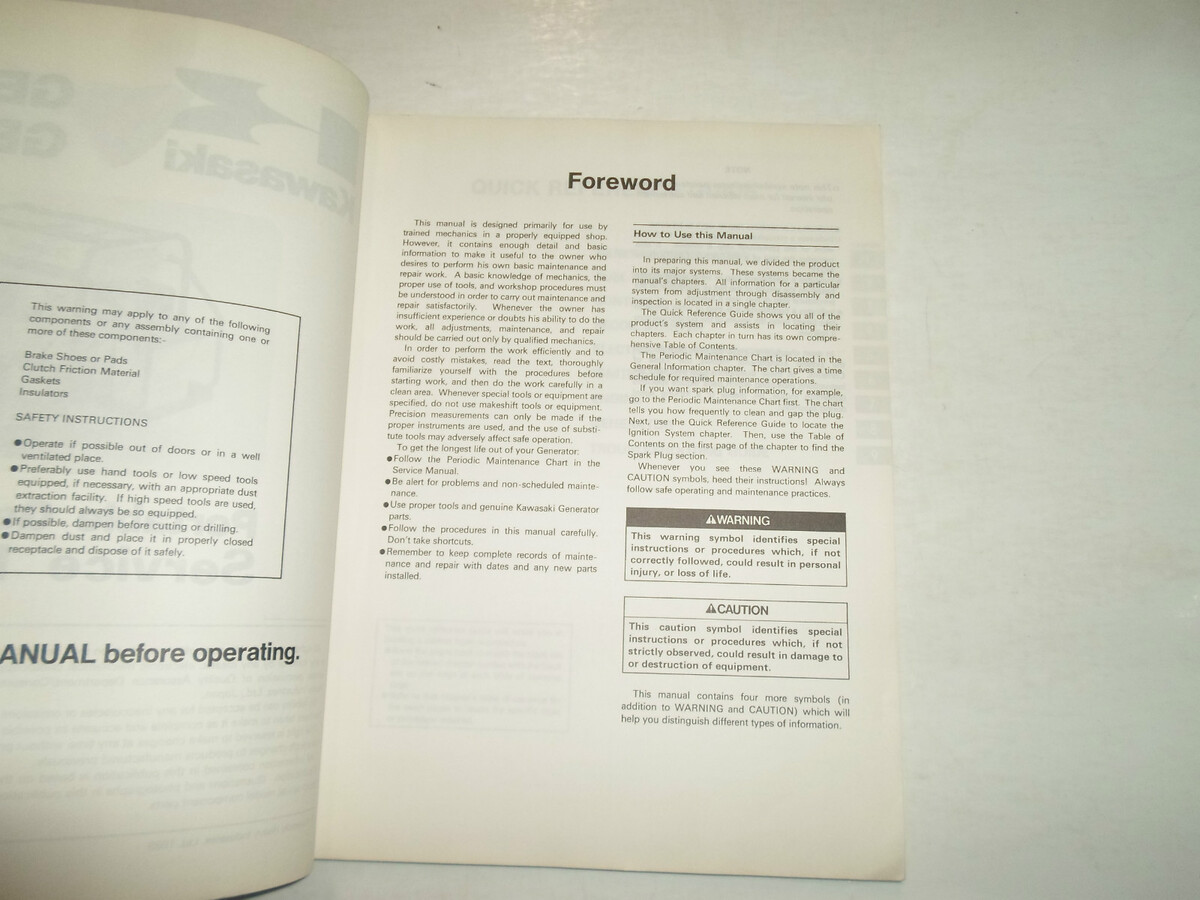 This warning may apply to any of the following
components or any assembly containing one or
more of these components:-
Brake Shoes or Pads
Clutch Friction Material
Gaskets
Insulators
SAFETY INSTRUCTIONS
●Operate if possible out of doors or in a well
ventilated place.
●Preferably use hand tools or low speed tools
equipped, if necessary, with an appropriate dust
extraction facility. If high speed tools are used,
they should always be so equipped.
●If possible, dampen before cutting or drilling.
●Dampen dust and place it in properly closed
receptacle and dispose of it safely.
ANUAL before operating.
Foreword
This manual is designed primarily for use by
trained mechanics in a properly equipped shop.
However, it contains enough detail and basic
information to make it useful to the owner who
desires to perform his own basic maintenance and
repair work. A basic knowledge of mechanics, the
proper use of tools, and workshop procedures must
be understood in order to carry out maintenance and
repair satisfactorily. Whenever the owner has
insufficient experience or doubts his ability to do the
work, all adjustments, maintenance, and repair
should be carried out only by qualified mechanics.
In order to perform the work efficiently and to
avoid costly mistakes, read the text, thoroughly
familiarize yourself with the procedures before
starting work, and then do the work carefully in a
clean area. Whenever special tools or equipment are
specified, do not use makeshift tools or equipment.
Precision measurements can only be made if the
proper instruments are used, and the use of substi-
tute tools may adversely affect safe operation.
To get the longest life out of your Generator:
●Follow the Periodic Maintenance Chart in the
Service Manual.
●Be alert for problems and non-scheduled mainte-
nance.
●Use proper tools and genuine Kawasaki Generator
parts.
●Follow the procedures in this manual carefully.
Don't take shortcuts.
●Remember to keep complete records of mainte-
nance and repair with dates and any new parts
installed.
How to Use this Manual
In preparing this manual, we divided the product
into its major systems. These systems became the
manual's chapters. All information for a particular
system from adjustment through disassembly and
inspection is located in a single chapter.
The Quick Reference Guide shows you all of the
product's system and assists in locating their
chapters. Each chapter in turn has its own compre-
hensive Table of Contents.
The Periodic Maintenance Chart is located in the
General Information chapter. The chart gives a time
schedule for required maintenance operations.
If you want spark plug information, for example,
go to the Periodic Maintenance Chart first. The chart
tells you how frequently to clean and gap the plug.
Next, use the Quick Reference Guide to locate the
Ignition System chapter. Then, use the Table of
Contents on the first page of the chapter to find the
Spark Plug section.
Whenever you see these WARNING and
CAUTION symbols, heed their instructions! Always
follow safe operating and maintenance practices.
⚠WARNING
This warning symbol identifies special
instructions or procedures which, if not
correctly followed, could result in personal
injury, or loss of life.
⚠CAUTION
This caution symbol identifies special
instructions or procedures which, if not
strictly observed, could result in damage to
or destruction of equipment.
This manual contains four more symbols (in
addition to WARNING and CAUTION) which will
help you distinguish different types of information.